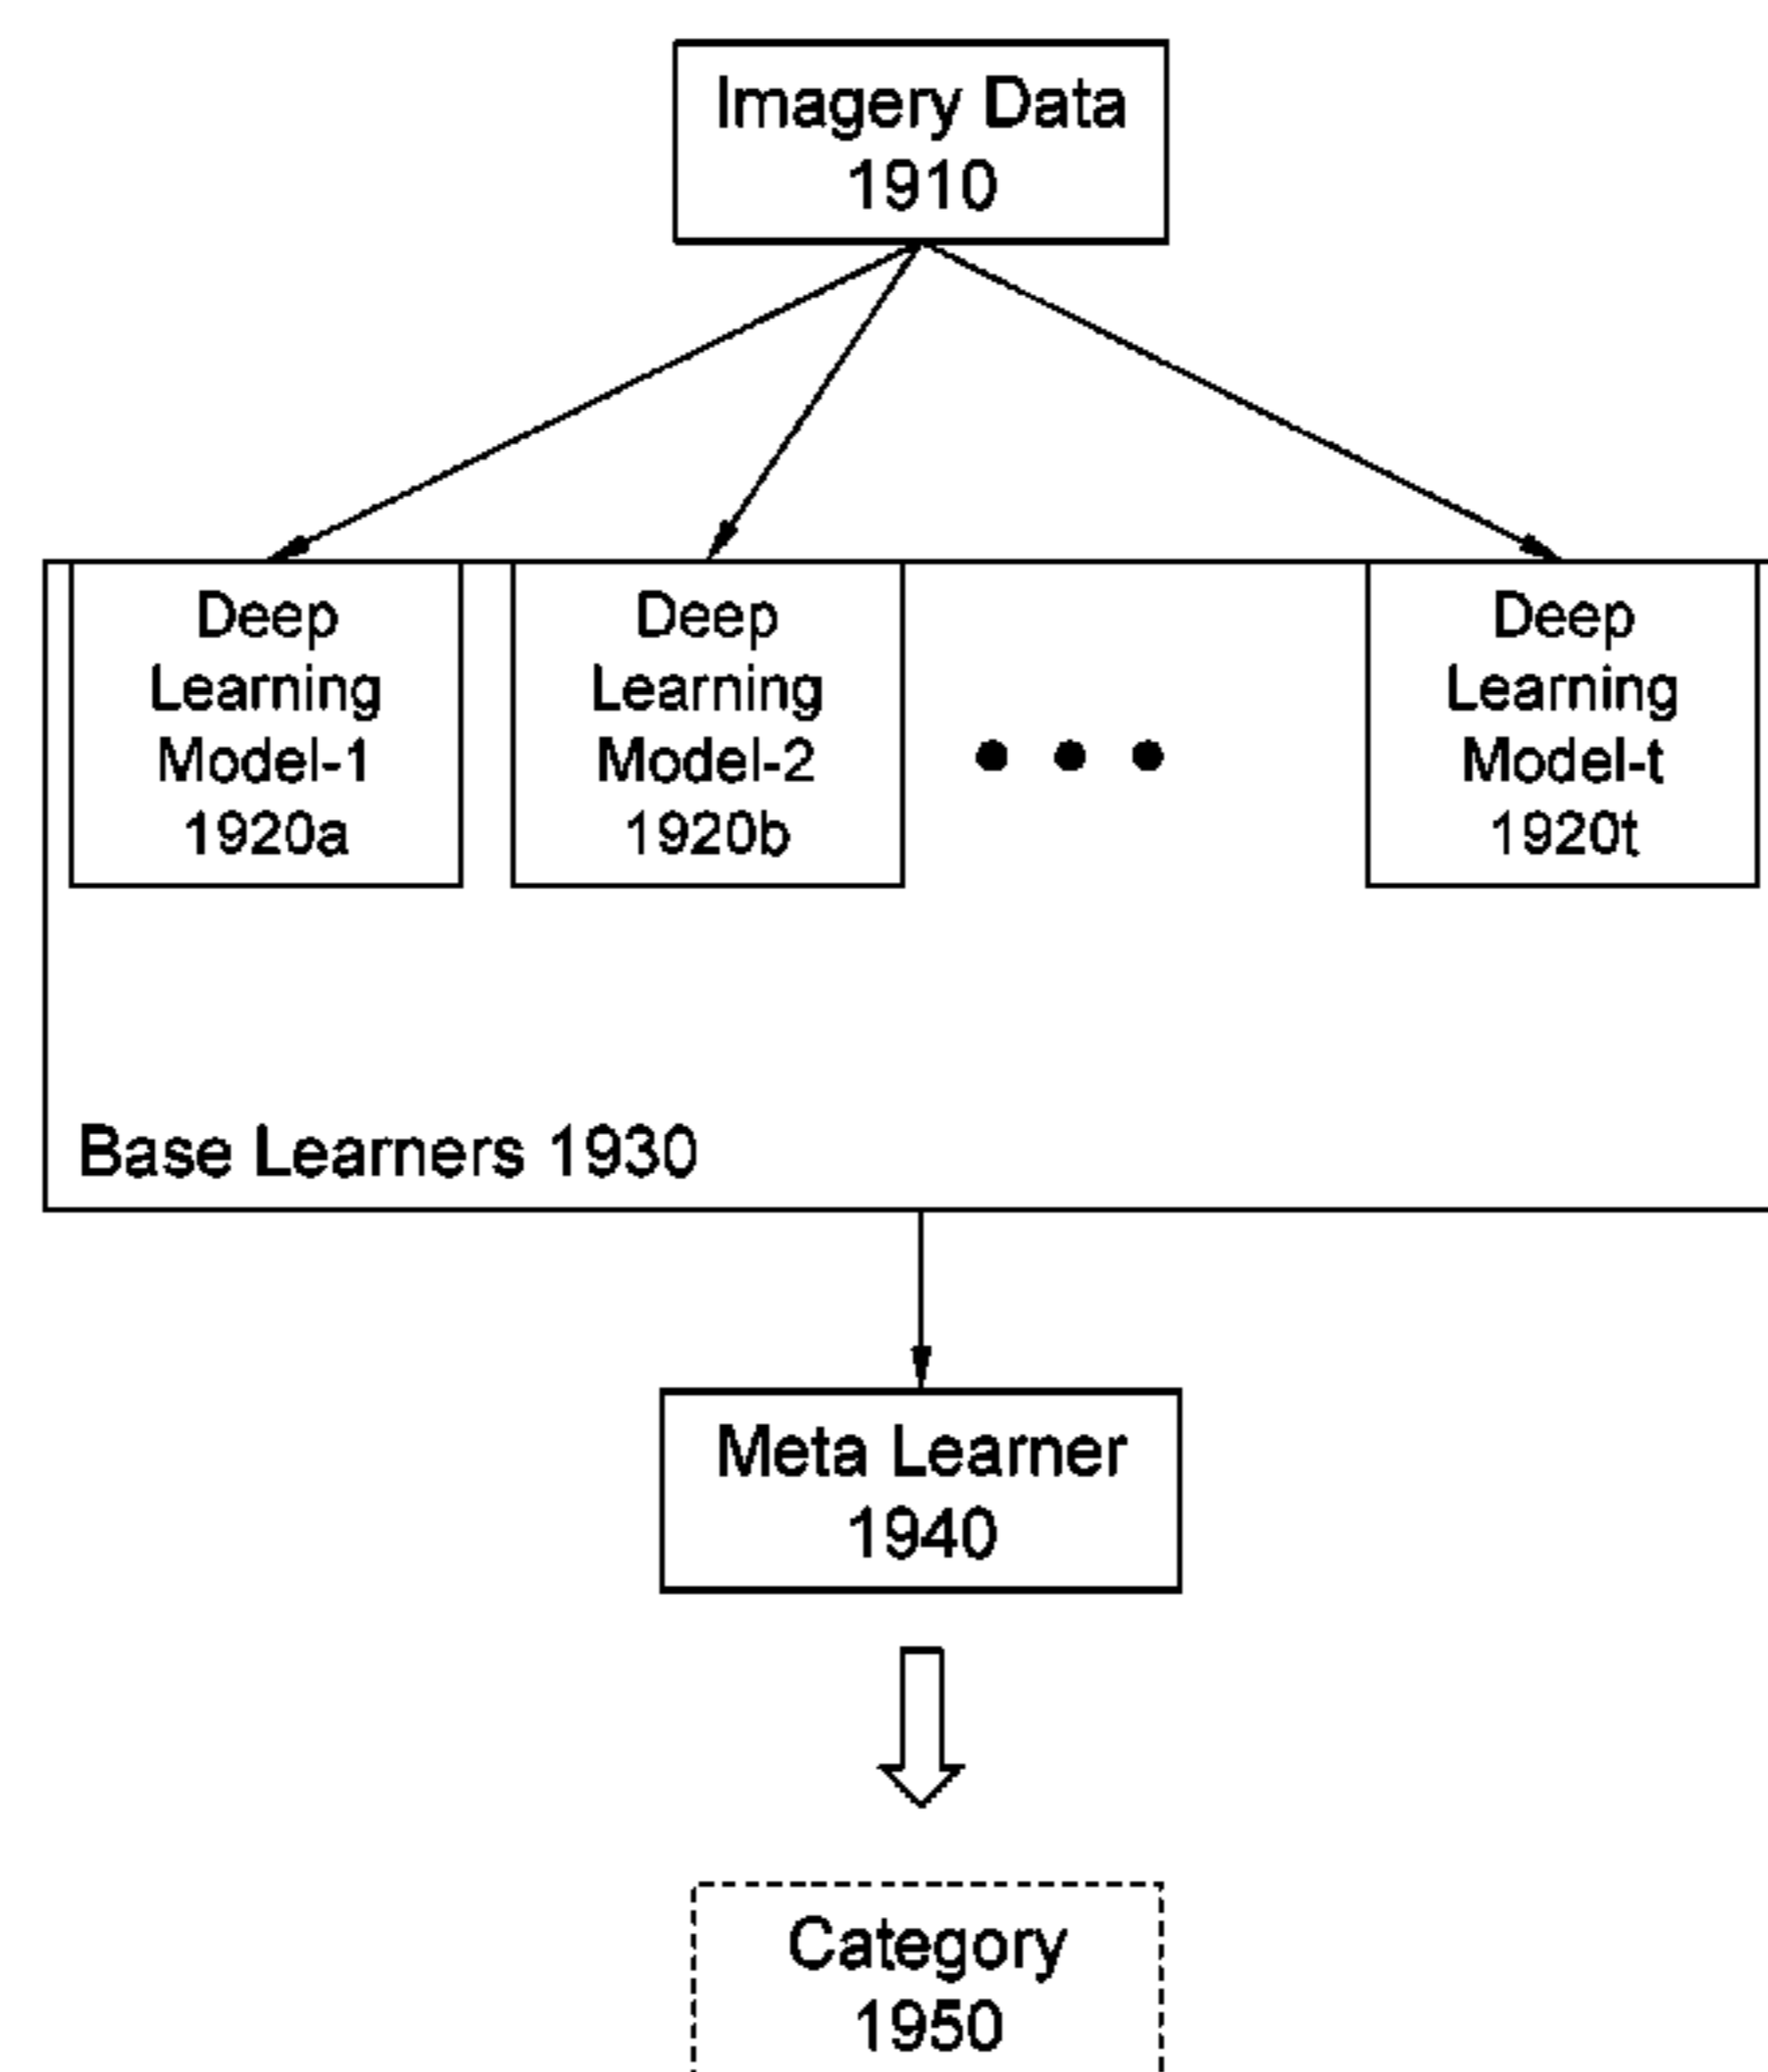 Imagery Data
1910
Deep
Learning
Model-1
1920a
Deep
Learning
Model-2
1920b
Deep
Learning
Model-t
1920t
Base Learners 1930
Meta Learner
1940
Category
1950